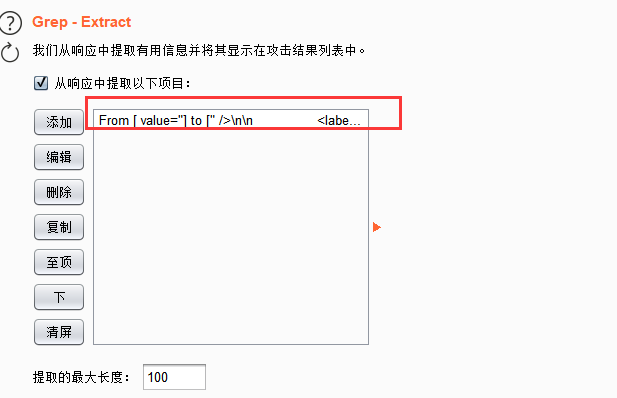 Grep - Extract
我们从响应中提取有用信息并将其显示在攻击结果列表中。
从响应中提取以下项目：
添加
From [ value="] to [" />\n\n <labe...
编辑
删除
复制
至顶
下
清屏
提取的最大长度： 100